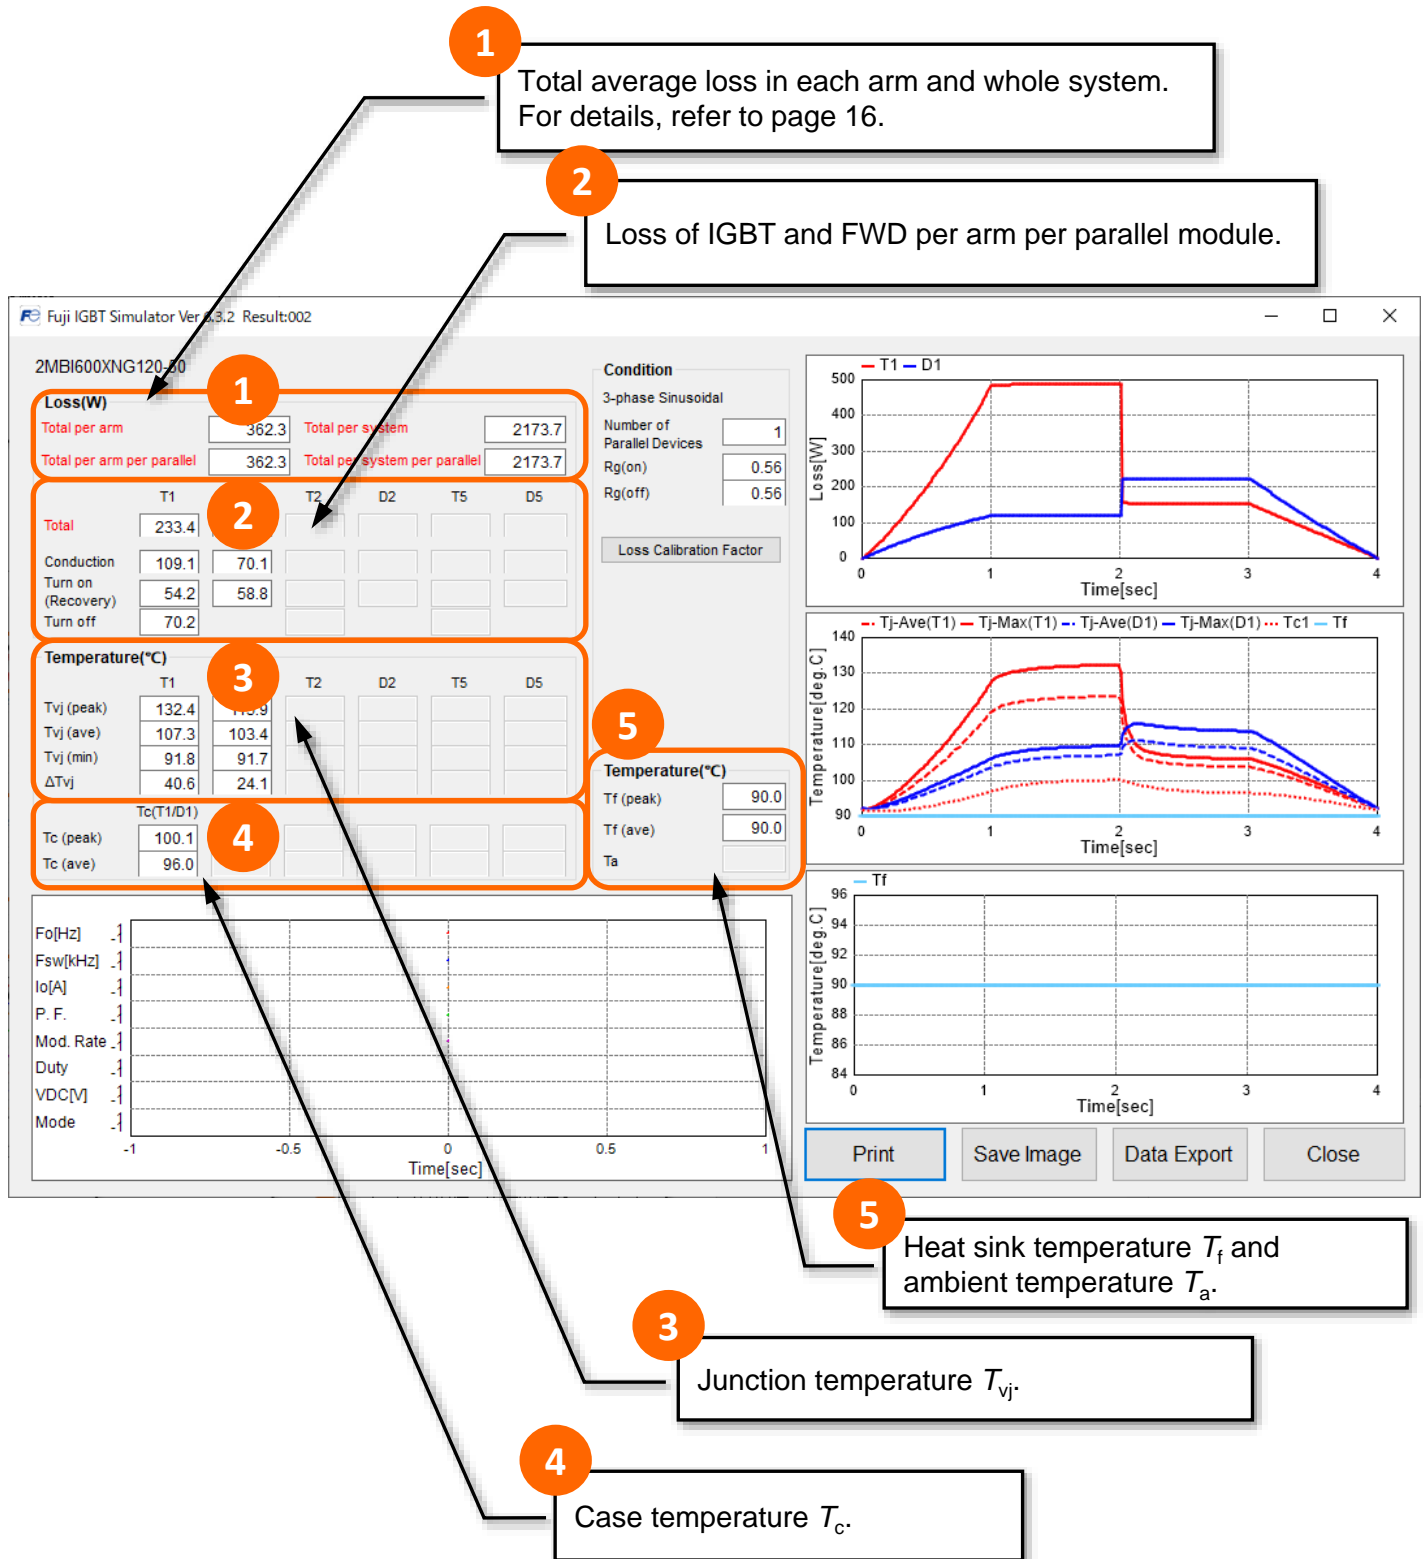 1
Total average loss in each arm and whole system.
For details, refer to page 16.
2
Loss of IGBT and FWD per arm per parallel module.
Fuji IGBT Simulator Ver 6.3.2 Result:002
2MBI600XNG120-50
Loss(W)
1
Total per arm 362.3 Total per system 2173.7
Total per arm per parallel 362.3 Total per system per parallel 2173.7
T1 T2 D2 T5 D5
2
Total 233.4
Conduction 109.1 70.1
Turn on
(Recovery) 54.2 58.8
Turn off 70.2
Temperature(℃)
3
T1 T2 D2 T5 D5
Tvj (peak) 132.4
Tvj (ave) 107.3 103.4
Tvj (min) 91.8 91.7
ΔTvj 40.6 24.1
Tc(T1/D1)
4
Tc (peak) 100.1
Tc (ave) 96.0
Condition
3-phase Sinusoidal
Number of
Parallel Devices 1
Rg(on) 0.56
Rg(off) 0.56
Loss Calibration Factor
5
Temperature(℃)
Tf (peak) 90.0
Tf (ave) 90.0
Ta
T1 D1
500
400
300
200
100
0
Loss[W]
0 1 2 3 4
Time[sec]
Tj-Ave(T1) Tj-Max(T1) Tj-Ave(D1) Tj-Max(D1) Tc1 Tf
140
130
120
110
100
90
Temperature[deg.C]
0 1 2 3 4
Time[sec]
Tf
96
94
92
90
88
86
84
Temperature[deg.C]
0 1 2 3 4
Time[sec]
Fo[Hz]
Fsw[kHz]
Io[A]
P. F.
Mod. Rate
Duty
VDC[V]
Mode
-1 -0.5 0 0.5 1
Time[sec]
Print Save Image Data Export Close
5
Heat sink temperature Tf and
ambient temperature Ta.
3
Junction temperature Tvj.
4
Case temperature Tc.